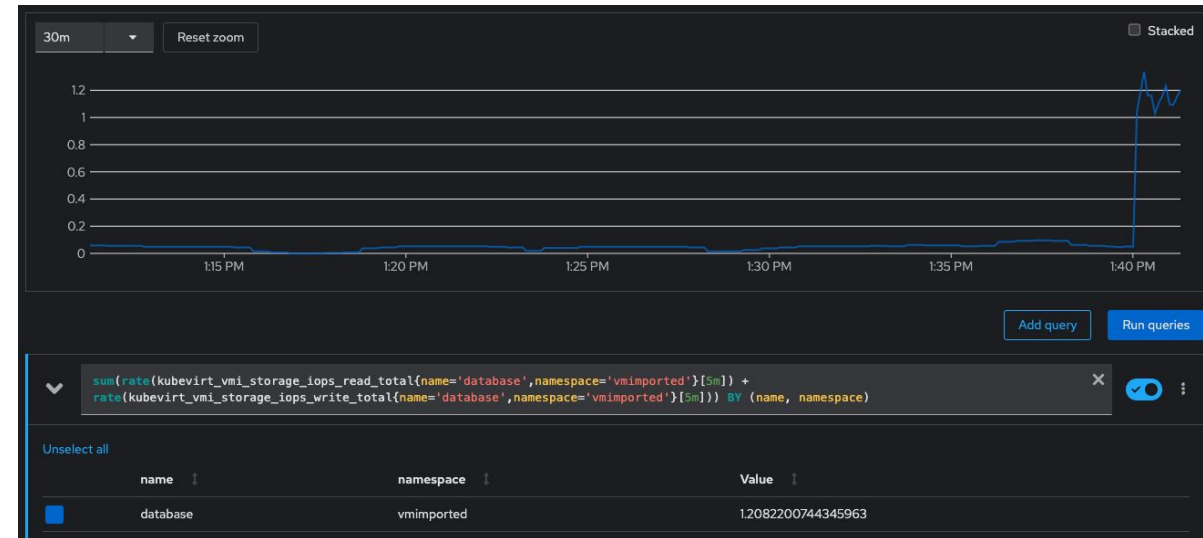 30m
Reset zoom
Stacked
1.2
1
0.8
0.6
0.4
0.2
0
1:15 PM 1:20 PM 1:25 PM 1:30 PM 1:35 PM 1:40 PM
Add query
Run queries
sum(rate(kubevirt_vmi_storage_iops_read_total{name='database',namespace='vmimported'}[5m]) +
rate(kubevirt_vmi_storage_iops_write_total{name='database',namespace='vmimported'}[5m])) BY (name, namespace)
Unselect all
name namespace Value
database vmimported 1.2082200744345963